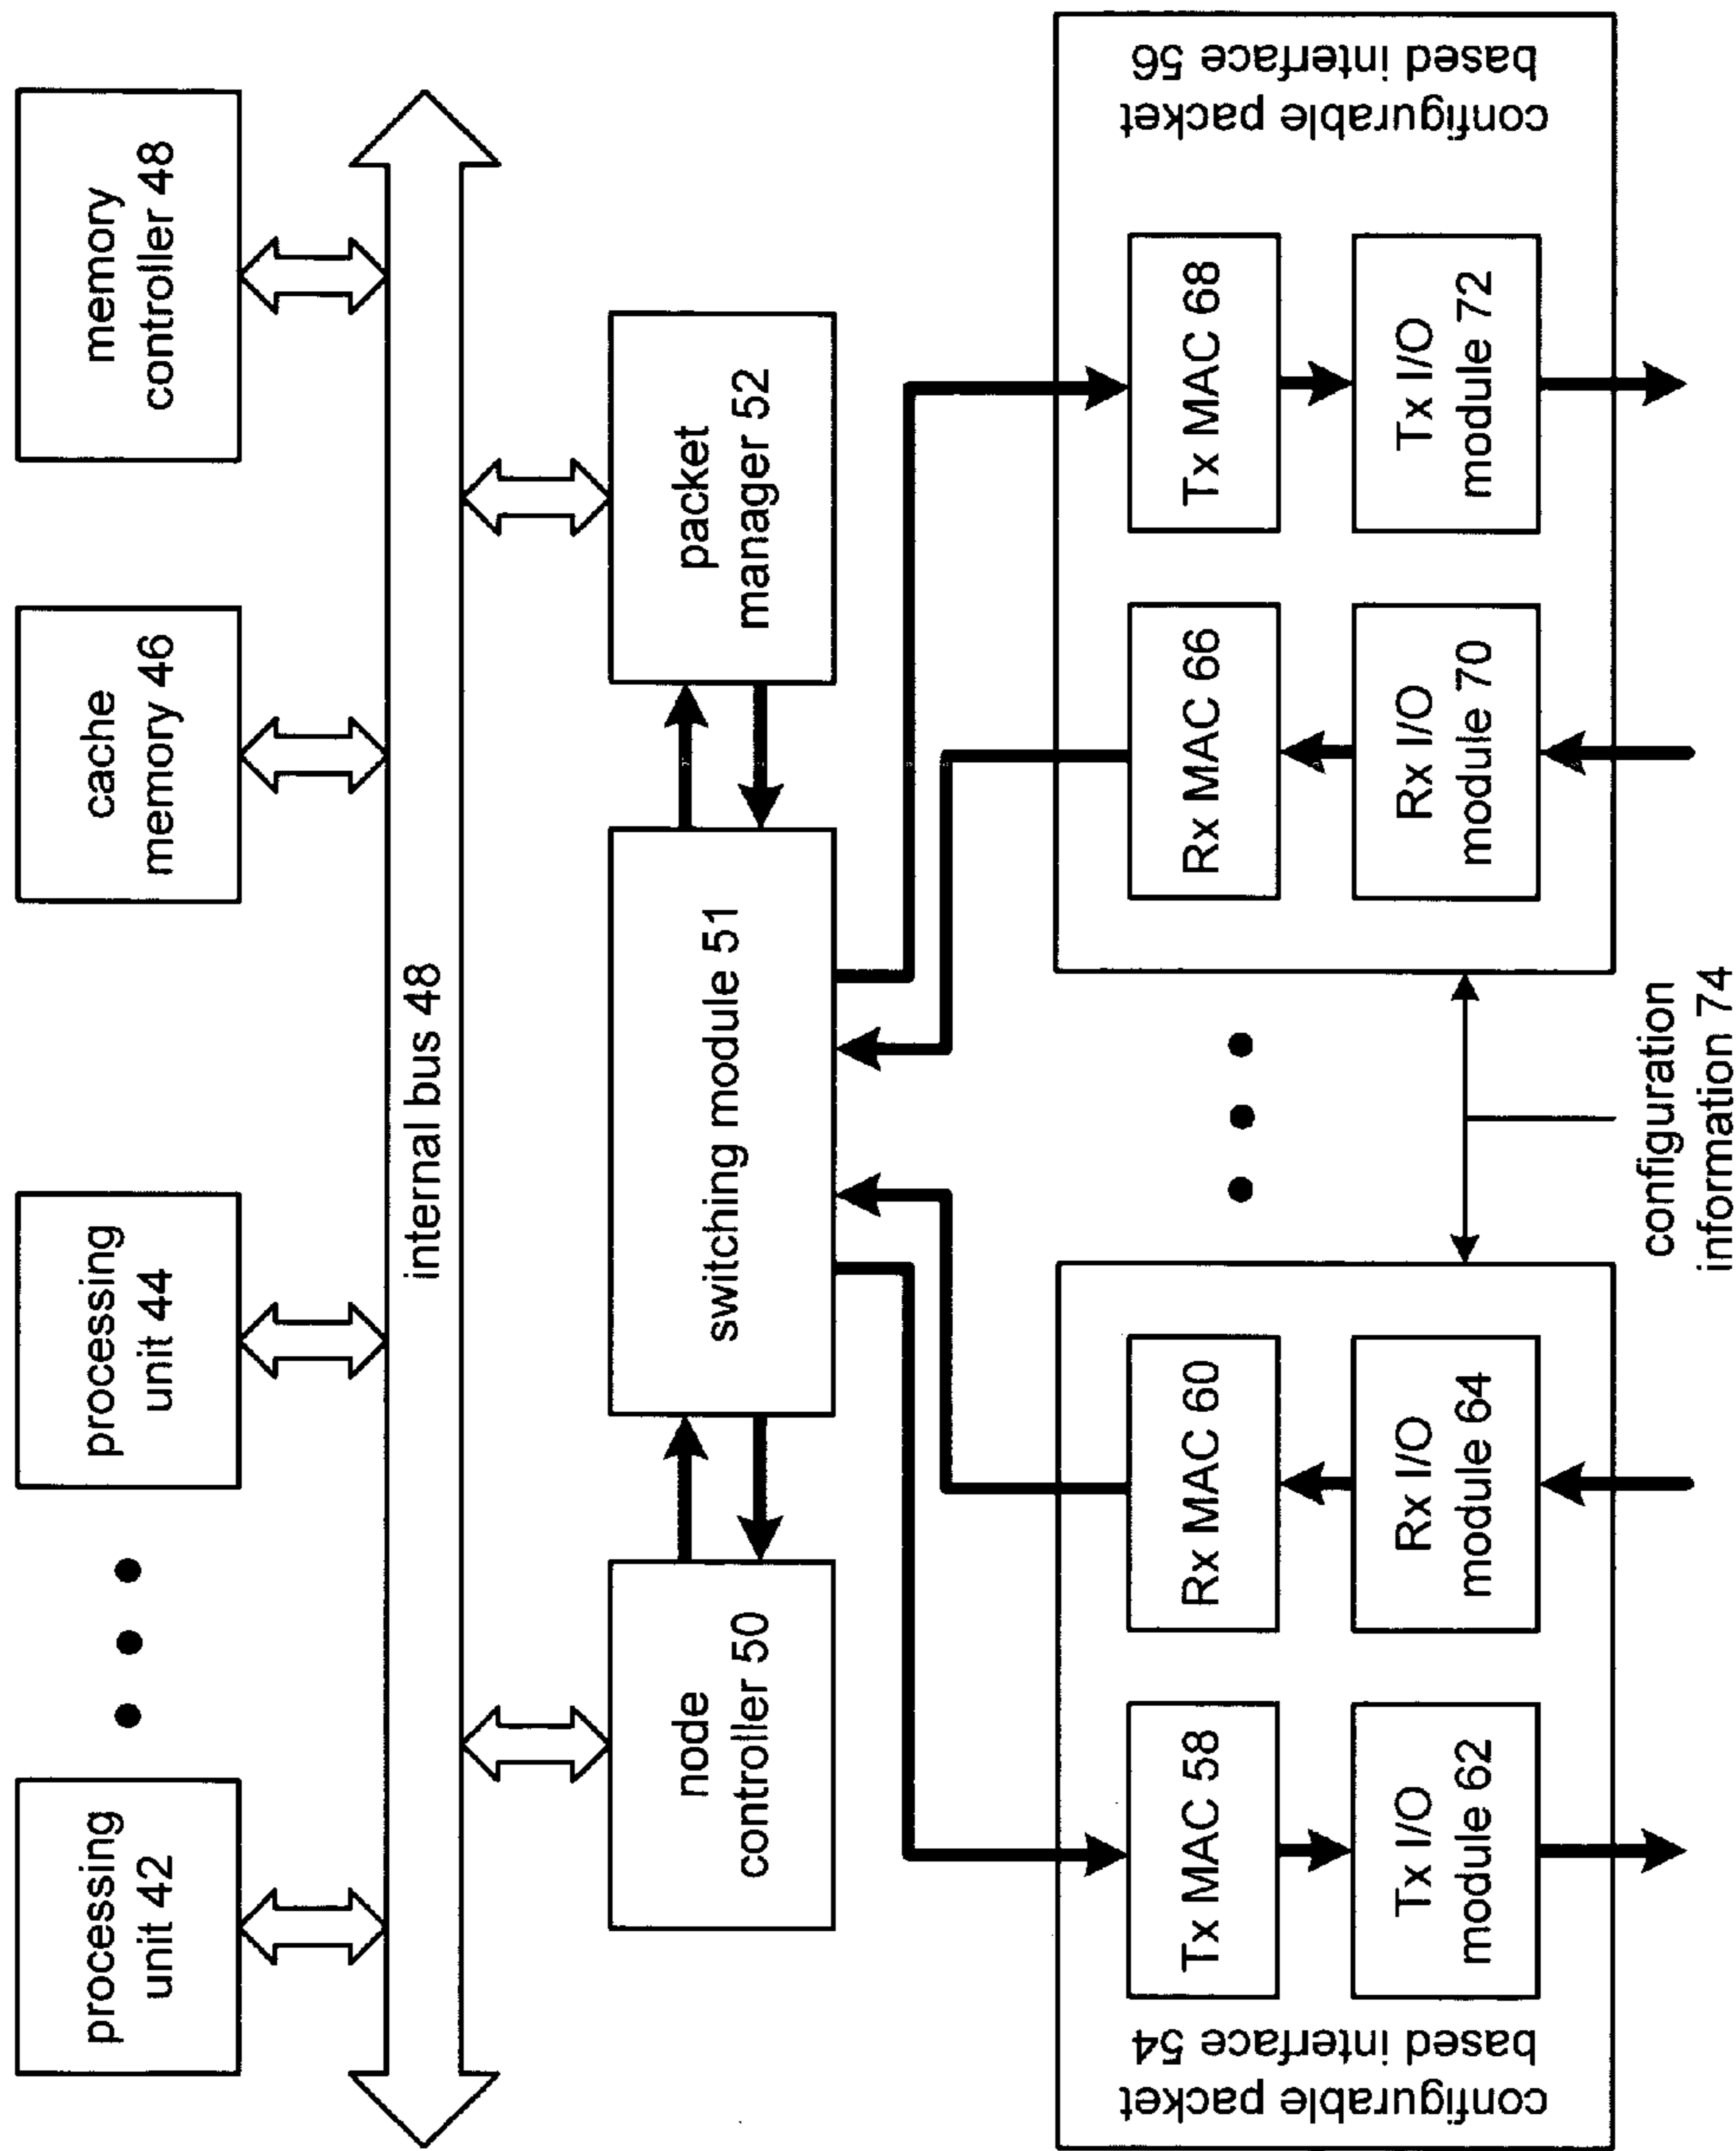 processing
unit 42
processing
unit 44
cache
memory 46
memory
controller 48
internal bus 48
node
controller 50
switching module 51
packet
manager 52
configurable packet
based interface 54
Tx MAC 58
Rx MAC 60
Tx I/O
module 62
Rx I/O
module 64
configuration
information 74
Rx MAC 66
Tx MAC 68
Rx I/O
module 70
Tx I/O
module 72
configurable packet
based interface 56